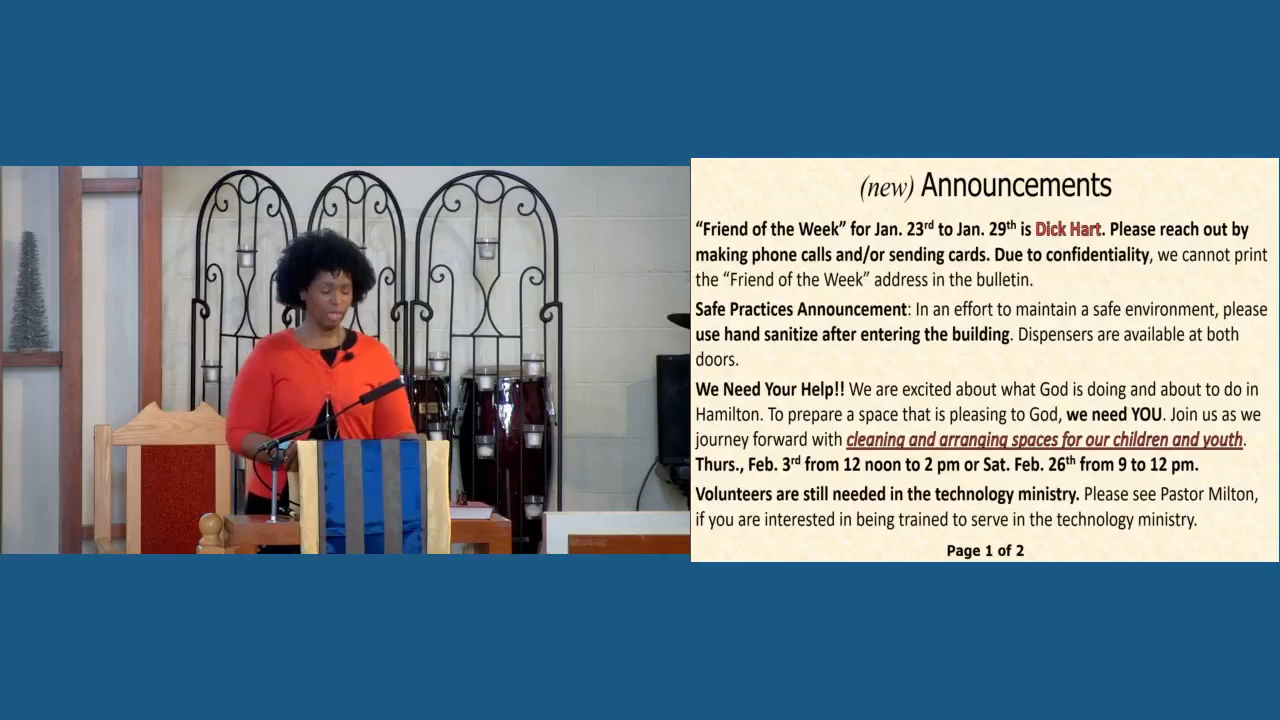 (new) Announcements
“Friend of the Week” for Jan. 23rd to Jan. 29th is Dick Hart. Please reach out by
making phone calls and/or sending cards. Due to confidentiality, we cannot print
the “Friend of the Week” address in the bulletin.
Safe Practices Announcement: In an effort to maintain a safe environment, please
use hand sanitize after entering the building. Dispensers are available at both
doors.
We Need Your Help!! We are excited about what God is doing and about to do in
Hamilton. To prepare a space that is pleasing to God, we need YOU. Join us as we
journey forward with cleaning and arranging spaces for our children and youth.
Thurs., Feb. 3rd from 12 noon to 2 pm or Sat. Feb. 26th from 9 to 12 pm.
Volunteers are still needed in the technology ministry. Please see Pastor Milton,
if you are interested in being trained to serve in the technology ministry.
Page 1 of 2